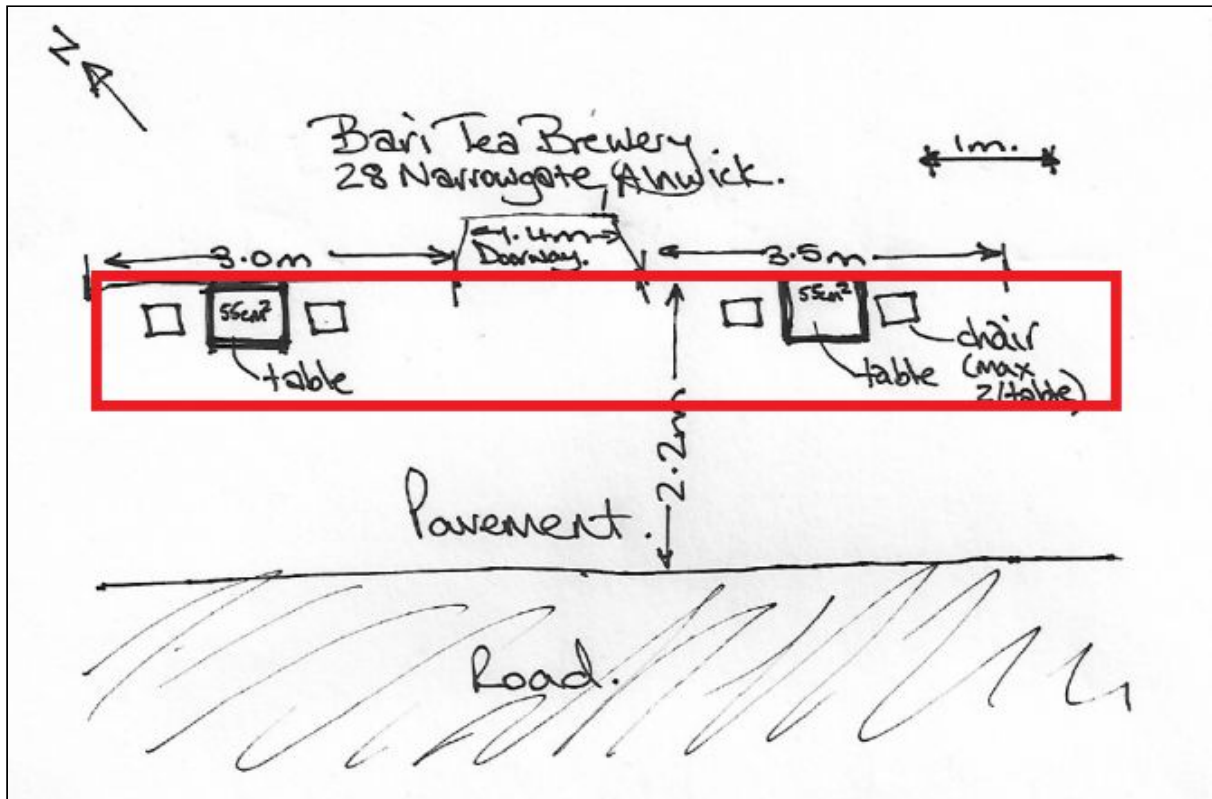 N
Bari Tea Brewery.
28 Narrowgate, Alnwick.
1m.
1.4m
Doorway.
3.0m
3.5m
55cm²
55cm²
table
table
chair
(max
2/table)
2.2m
Pavement.
Road.